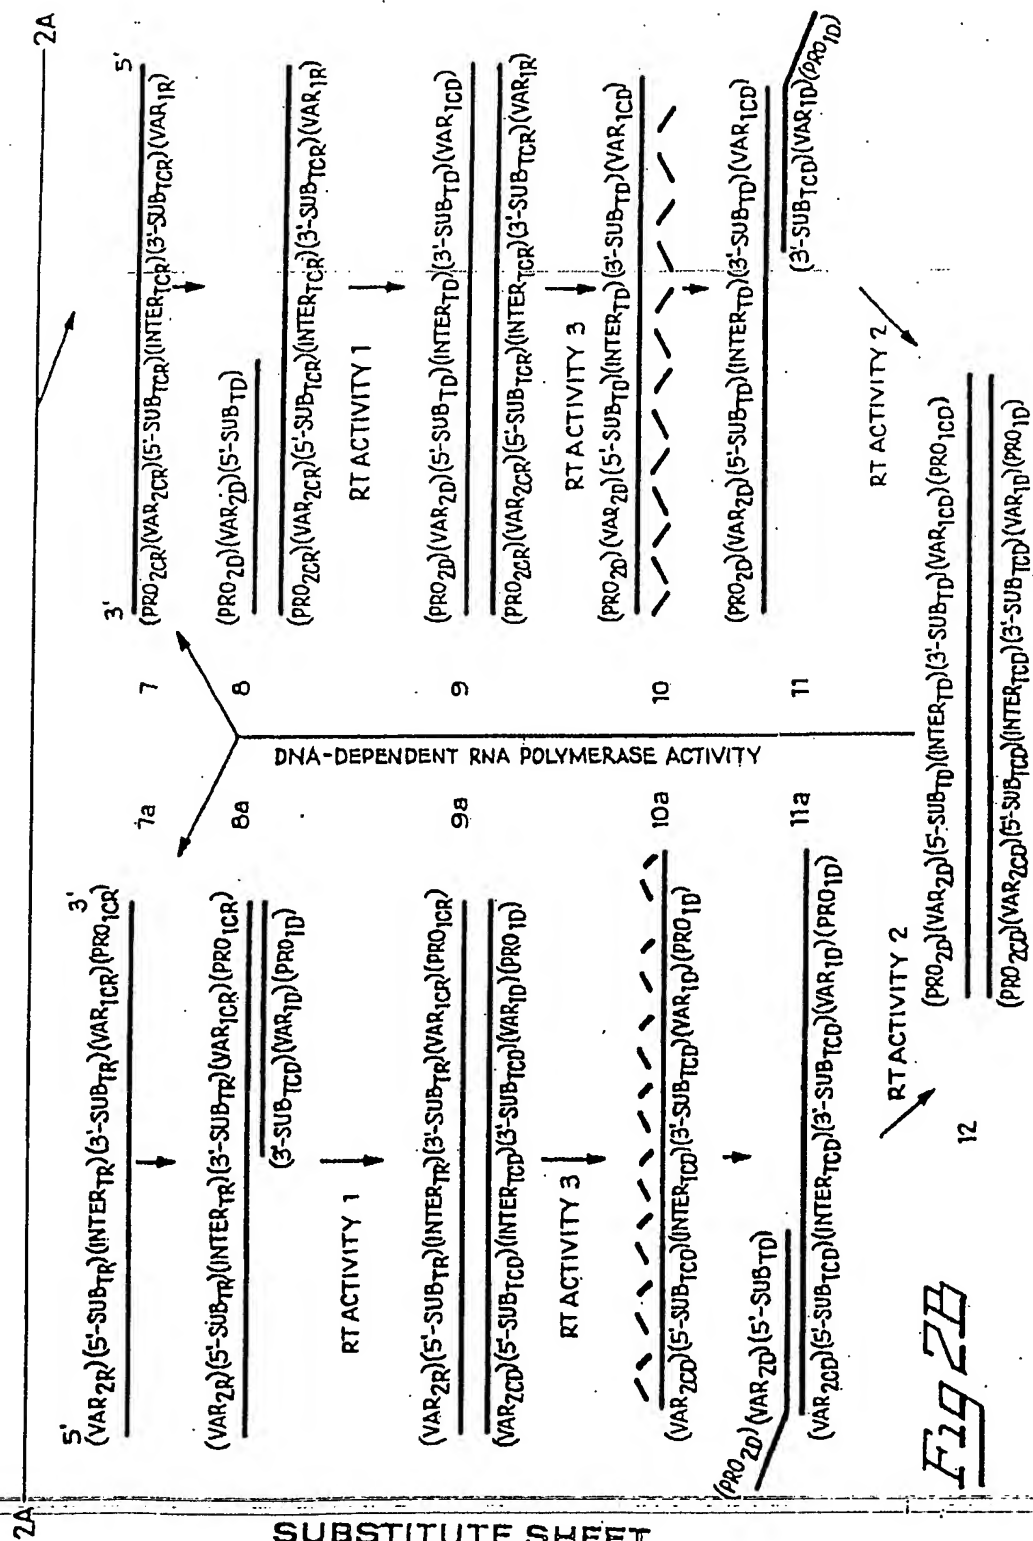 2A
2A
5' 3'
(VAR2R)(5'-SUBTR)(INTERTR)(3'-SUBTR)(VAR1CR)(PRO1CR)
7a
7
3' 5'
(PRO2CR)(VAR2CR)(5'-SUBTCR)(INTERTCR)(3'-SUBTCR)(VAR1R)
(VAR2R)(5'-SUBTR)(INTERTR)(3'-SUBTR)(VAR1CR)(PRO1CR)
8a
(3'-SUBTCD)(VAR1D)(PRO1D)
8
(PRO2D)(VAR2D)(5'-SUBTD)
(PRO2CR)(VAR2CR)(5'-SUBTCR)(INTERTCR)(3'-SUBTCR)(VAR1R)
RT ACTIVITY 1
RT ACTIVITY 1
DNA-DEPENDENT RNA POLYMERASE ACTIVITY
(VAR2R)(5'-SUBTR)(INTERTR)(3'-SUBTR)(VAR1CR)(PRO1CR)
9a
(VAR2CD)(5'-SUBTCD)(INTERTCD)(3'-SUBTCD)(VAR1D)(PRO1D)
9
(PRO2D)(VAR2D)(5'-SUBTD)(INTERTD)(3'-SUBTD)(VAR1CD)
(PRO2CR)(VAR2CR)(5'-SUBTCR)(INTERTCR)(3'-SUBTCR)(VAR1R)
RT ACTIVITY 3
RT ACTIVITY 3
10a
(VAR2CD)(5'-SUBTCD)(INTERTCD)(3'-SUBTCD)(VAR1D)(PRO1D)
10
(PRO2D)(VAR2D)(5'-SUBTD)(INTERTD)(3'-SUBTD)(VAR1CD)
(PRO2D)(VAR2D)(5'-SUBTD)
11a
(VAR2CD)(5'-SUBTCD)(INTERTCD)(3'-SUBTCD)(VAR1D)(PRO1D)
11
(PRO2D)(VAR2D)(5'-SUBTD)(INTERTD)(3'-SUBTD)(VAR1CD)
(3'-SUBTCD)(VAR1D)(PRO1D)
RT ACTIVITY 2
RT ACTIVITY 2
12
(PRO2D)(VAR2D)(5'-SUBTD)(INTERTD)(3'-SUBTD)(VAR1CD)(PRO1CD)
(PRO2CD)(VAR2CD)(5'-SUBTCD)(INTERTCD)(3'-SUBTCD)(VAR1D)(PRO1D)
Fig 2B
SUBSTITUTE SHEET